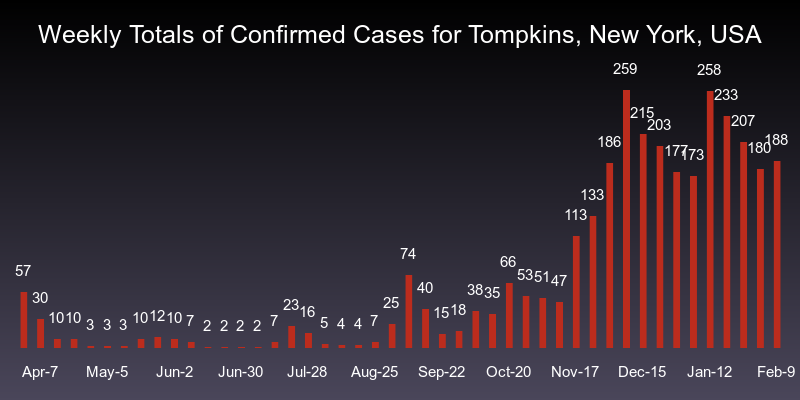 Weekly Totals of Confirmed Cases for Tompkins, New York, USA
57 30 10 10 3 3 3 10 12 10 7 2 2 2 2 7 23 16 5 4 4 7 25 74 40 15 18 38 35 66 53 51 47 113 133 186 259 215 203 177 173 258 233 207 180 188
Apr-7 May-5 Jun-2 Jun-30 Jul-28 Aug-25 Sep-22 Oct-20 Nov-17 Dec-15 Jan-12 Feb-9